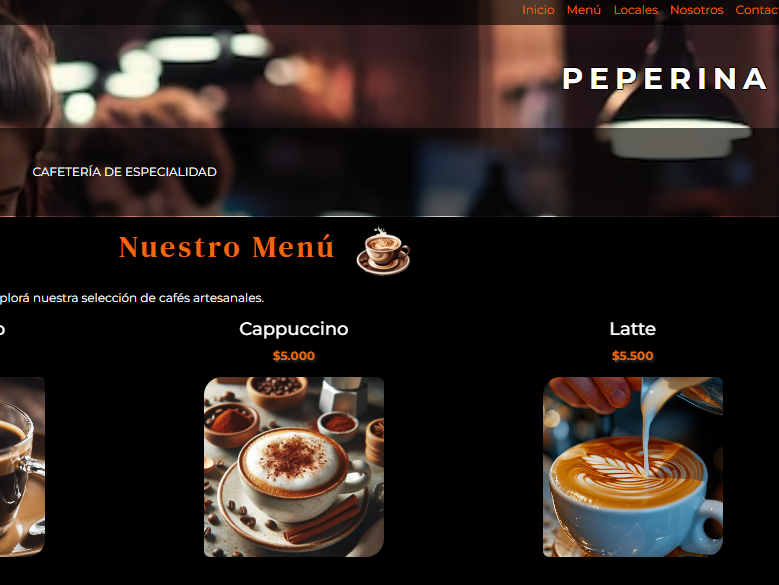 Inicio Menú Locales Nosotros Contac
PEPERINA
CAFETERÍA DE ESPECIALIDAD
Nuestro Menú
plorá nuestra selección de cafés artesanales.
o Cappuccino Latte
$5.000 $5.500